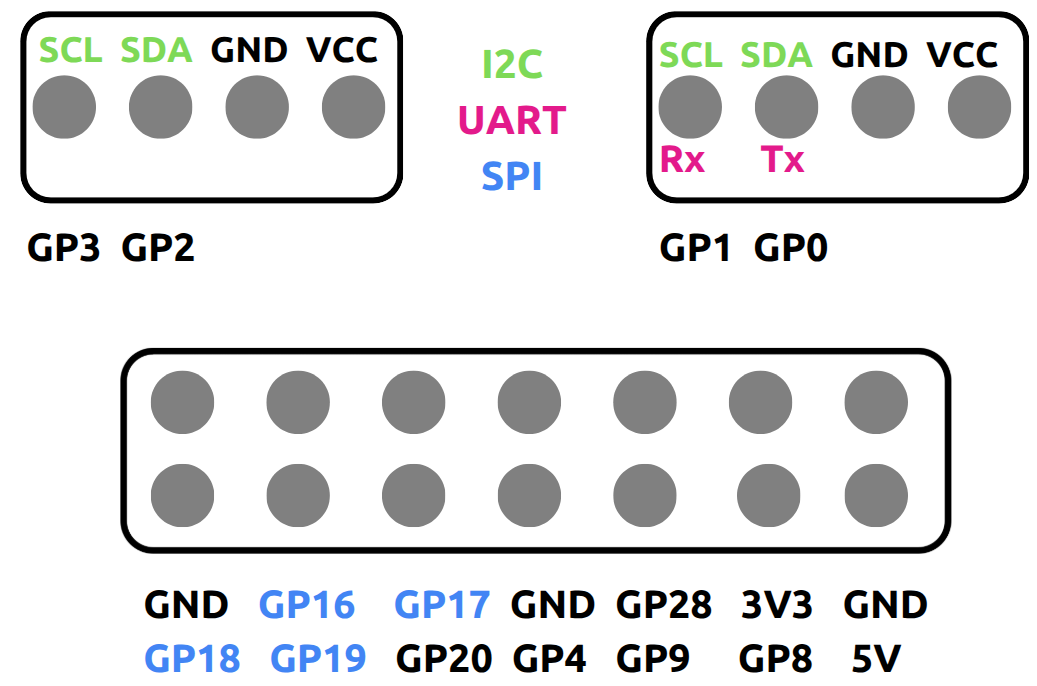 SCL SDA GND VCC
I2C
UART
SPI
SCL SDA GND VCC
Rx Tx
GP3 GP2
GP1 GP0
GND GP16 GP17 GND GP28 3V3 GND
GP18 GP19 GP20 GP4 GP9 GP8 5V